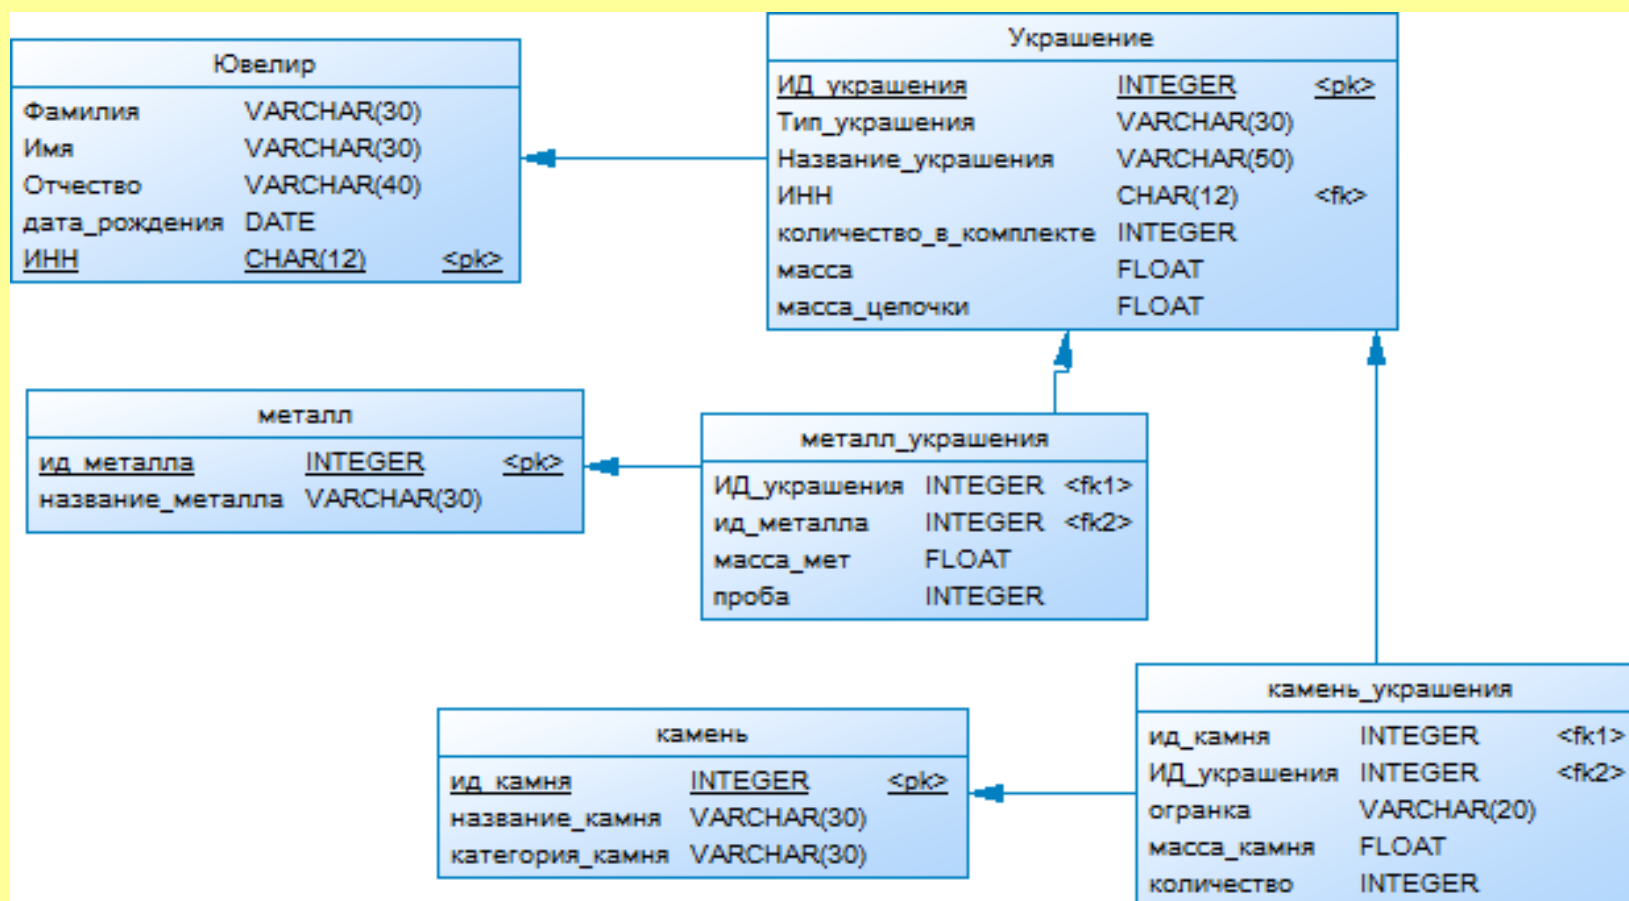 Ювелир
Фамилия VARCHAR(30)
Имя VARCHAR(30)
Отчество VARCHAR(40)
дата_рождения DATE
ИНН CHAR(12) <pk>
Украшение
ИД_украшения INTEGER <pk>
Тип_украшения VARCHAR(30)
Название_украшения VARCHAR(50)
ИНН CHAR(12) <fk>
количество_в_комплекте INTEGER
масса FLOAT
масса_цепочки FLOAT
металл
ид_металла INTEGER <pk>
название_металла VARCHAR(30)
металл_украшения
ИД_украшения INTEGER <fk1>
ид_металла INTEGER <fk2>
масса_мет FLOAT
проба INTEGER
камень
ид_камня INTEGER <pk>
название_камня VARCHAR(30)
категория_камня VARCHAR(30)
камень_украшения
ид_камня INTEGER <fk1>
ИД_украшения INTEGER <fk2>
огранка VARCHAR(20)
масса_камня FLOAT
количество INTEGER